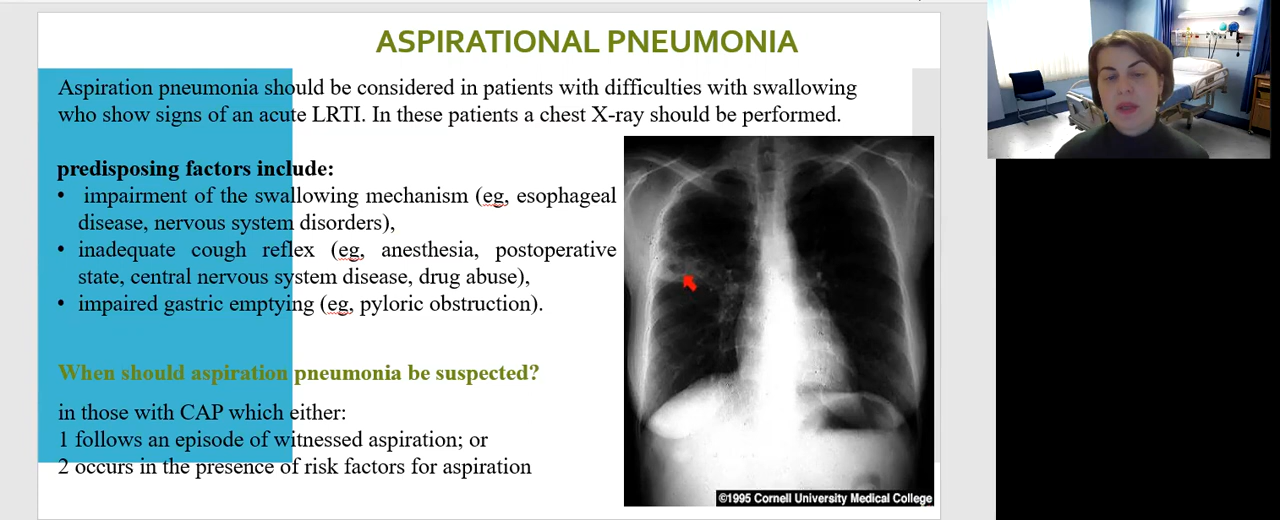 ASPIRATIONAL PNEUMONIA
Aspiration pneumonia should be considered in patients with difficulties with swallowing
who show signs of an acute LRTI. In these patients a chest X-ray should be performed.
predisposing factors include:
• impairment of the swallowing mechanism (eg, esophageal
disease, nervous system disorders),
• inadequate cough reflex (eg, anesthesia, postoperative
state, central nervous system disease, drug abuse),
• impaired gastric emptying (eg, pyloric obstruction).
When should aspiration pneumonia be suspected?
in those with CAP which either:
1 follows an episode of witnessed aspiration; or
2 occurs in the presence of risk factors for aspiration
©1995 Cornell University Medical College